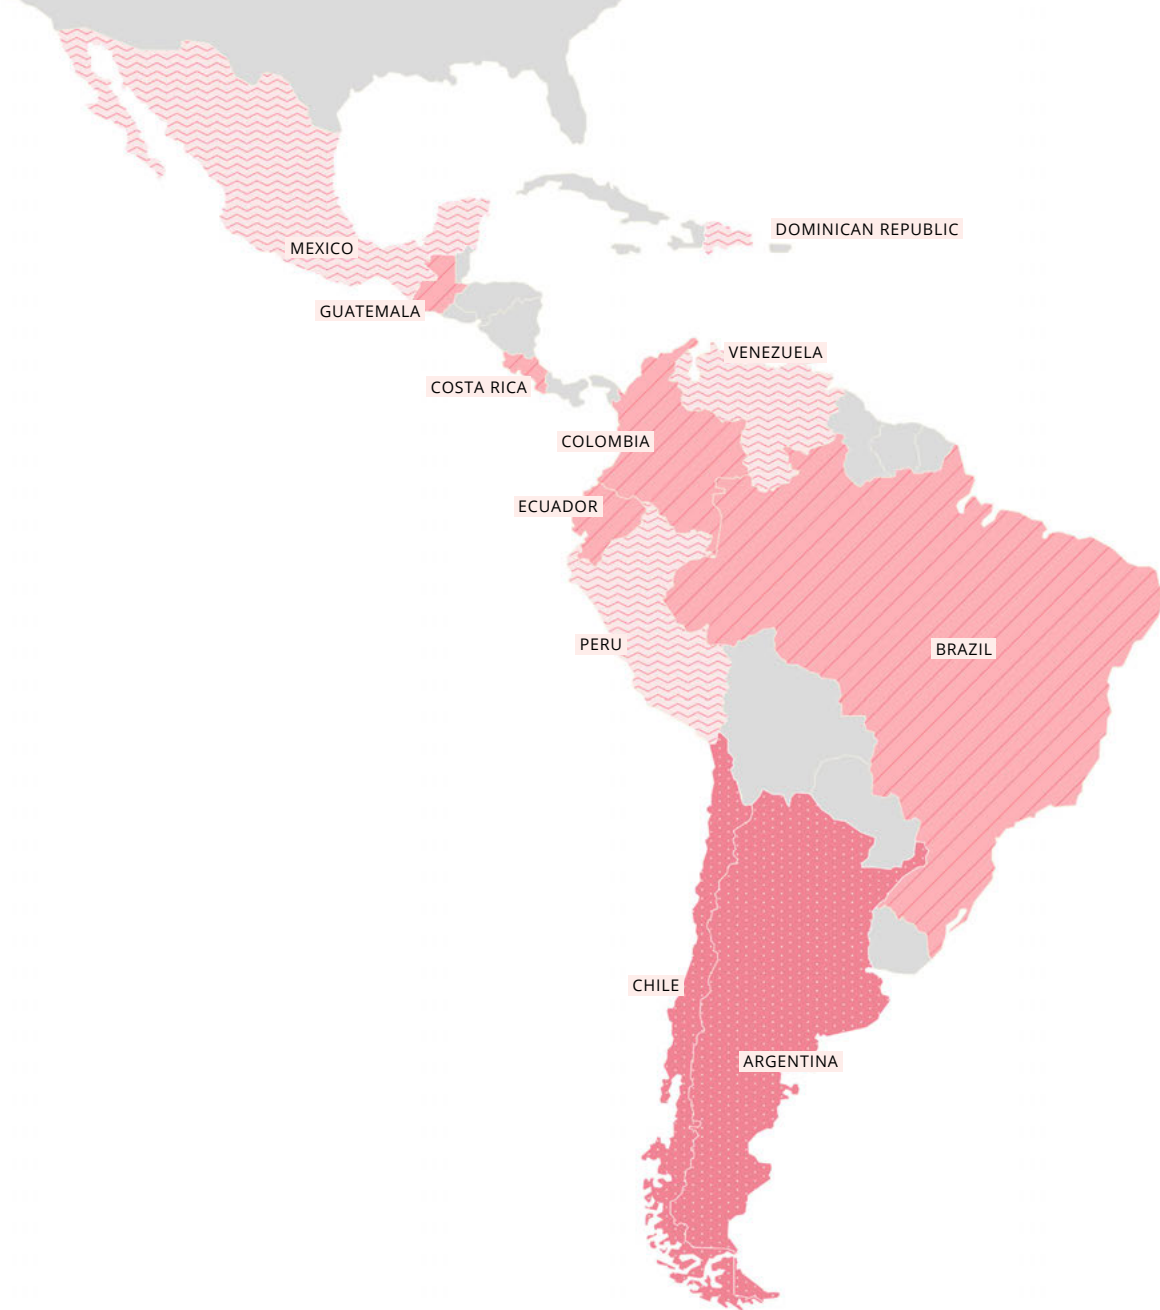 DOMINICAN REPUBLIC
MEXICO
GUATEMALA
VENEZUELA
COSTA RICA
COLOMBIA
ECUADOR
PERU
BRAZIL
CHILE
ARGENTINA